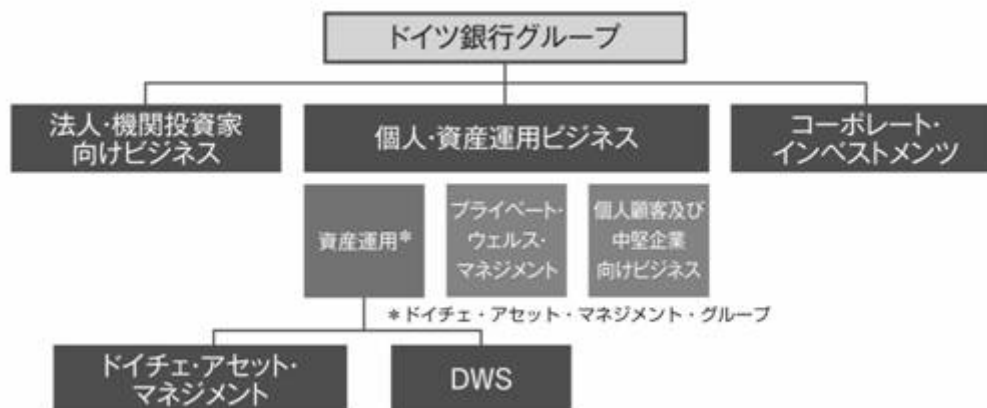 ドイツ銀行グループ
法人・機関投資家
向けビジネス
個人・資産運用ビジネス
コーポレート・
インベストメンツ
資産運用*
プライベート・
ウェルス・
マネジメント
個人顧客及び
中堅企業
向けビジネス
*ドイチェ・アセット・マネジメント・グループ
ドイチェ・アセット・
マネジメント
DWS